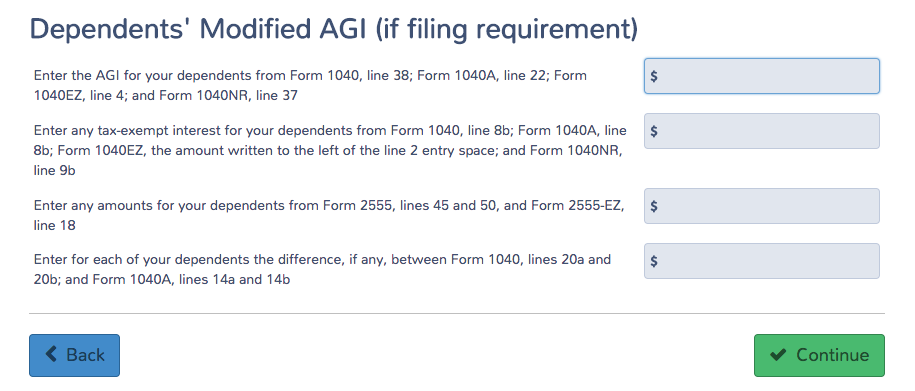 Dependents' Modified AGI (if filing requirement)
Enter the AGI for your dependents from Form 1040, line 38; Form 1040A, line 22; Form
1040EZ, line 4; and Form 1040NR, line 37
$
Enter any tax-exempt interest for your dependents from Form 1040, line 8b; Form 1040A, line
8b; Form 1040EZ, the amount written to the left of the line 2 entry space; and Form 1040NR,
line 9b
$
Enter any amounts for your dependents from Form 2555, lines 45 and 50, and Form 2555-EZ,
line 18
$
Enter for each of your dependents the difference, if any, between Form 1040, lines 20a and
20b; and Form 1040A, lines 14a and 14b
$
Back
Continue